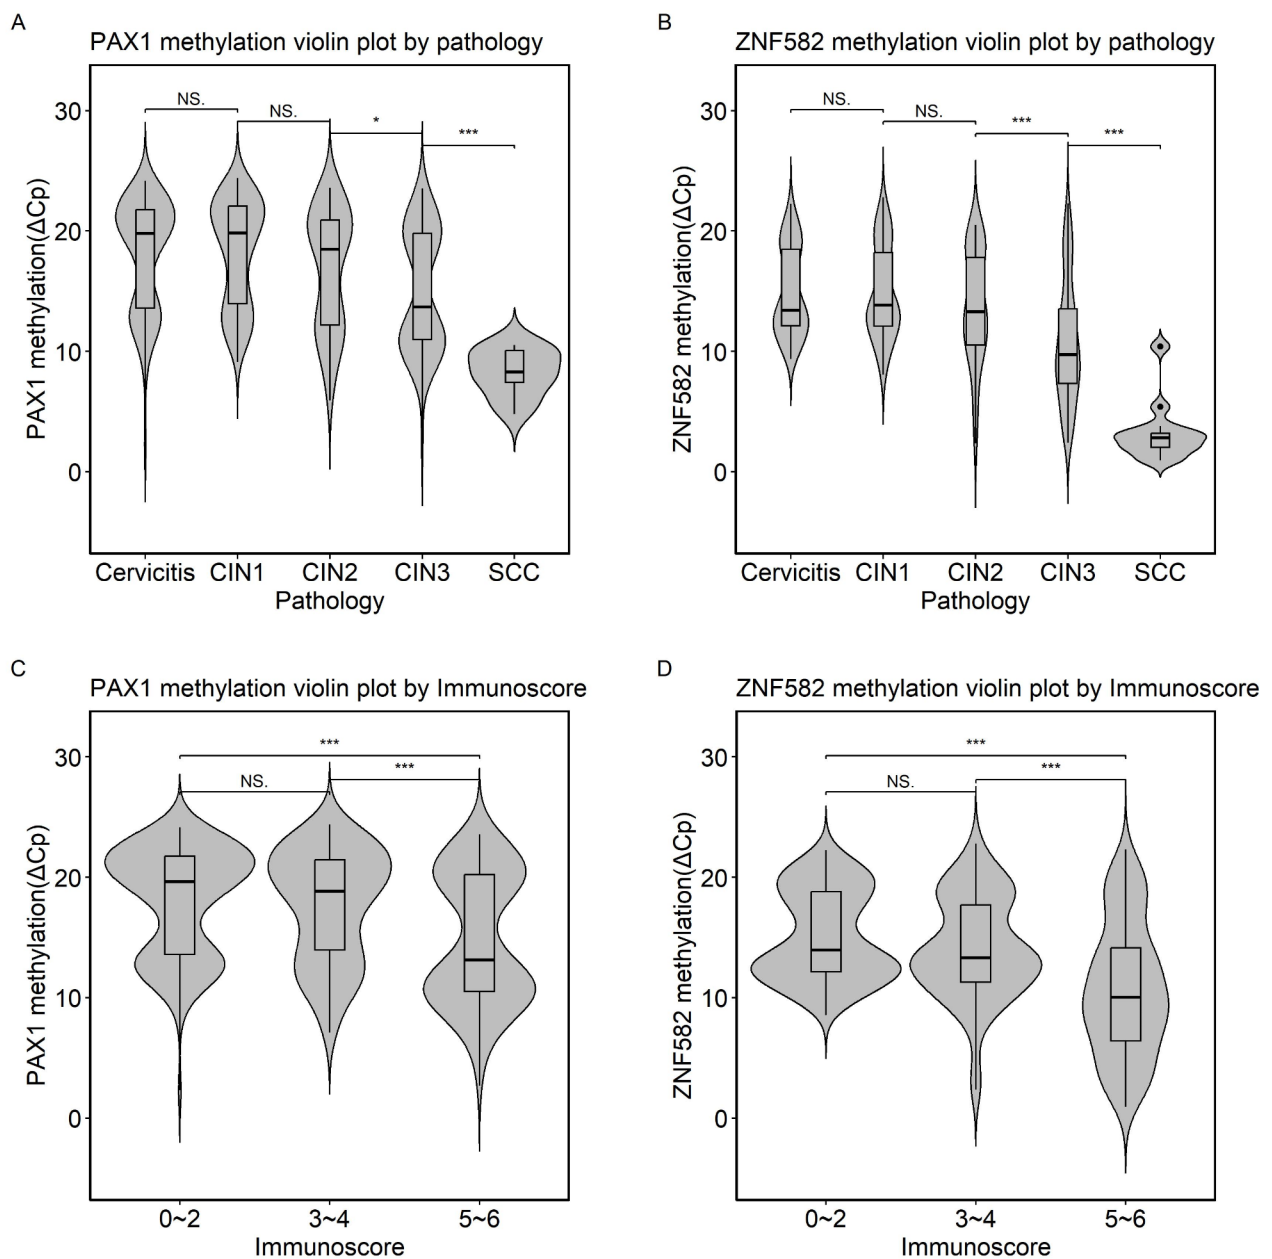 A
PAX1 methylation violin plot by pathology
NS.
NS.
*
***
30
20
10
0
PAX1 methylation(ΔCp)
Cervicitis CIN1 CIN2 CIN3 SCC
Pathology
B
ZNF582 methylation violin plot by pathology
NS.
NS.
***
***
30
20
10
0
ZNF582 methylation(ΔCp)
Cervicitis CIN1 CIN2 CIN3 SCC
Pathology
C
PAX1 methylation violin plot by Immunoscore
***
***
NS.
30
20
10
0
PAX1 methylation(ΔCp)
0~2 3~4 5~6
Immunoscore
D
ZNF582 methylation violin plot by Immunoscore
***
***
NS.
30
20
10
0
ZNF582 methylation(ΔCp)
0~2 3~4 5~6
Immunoscore